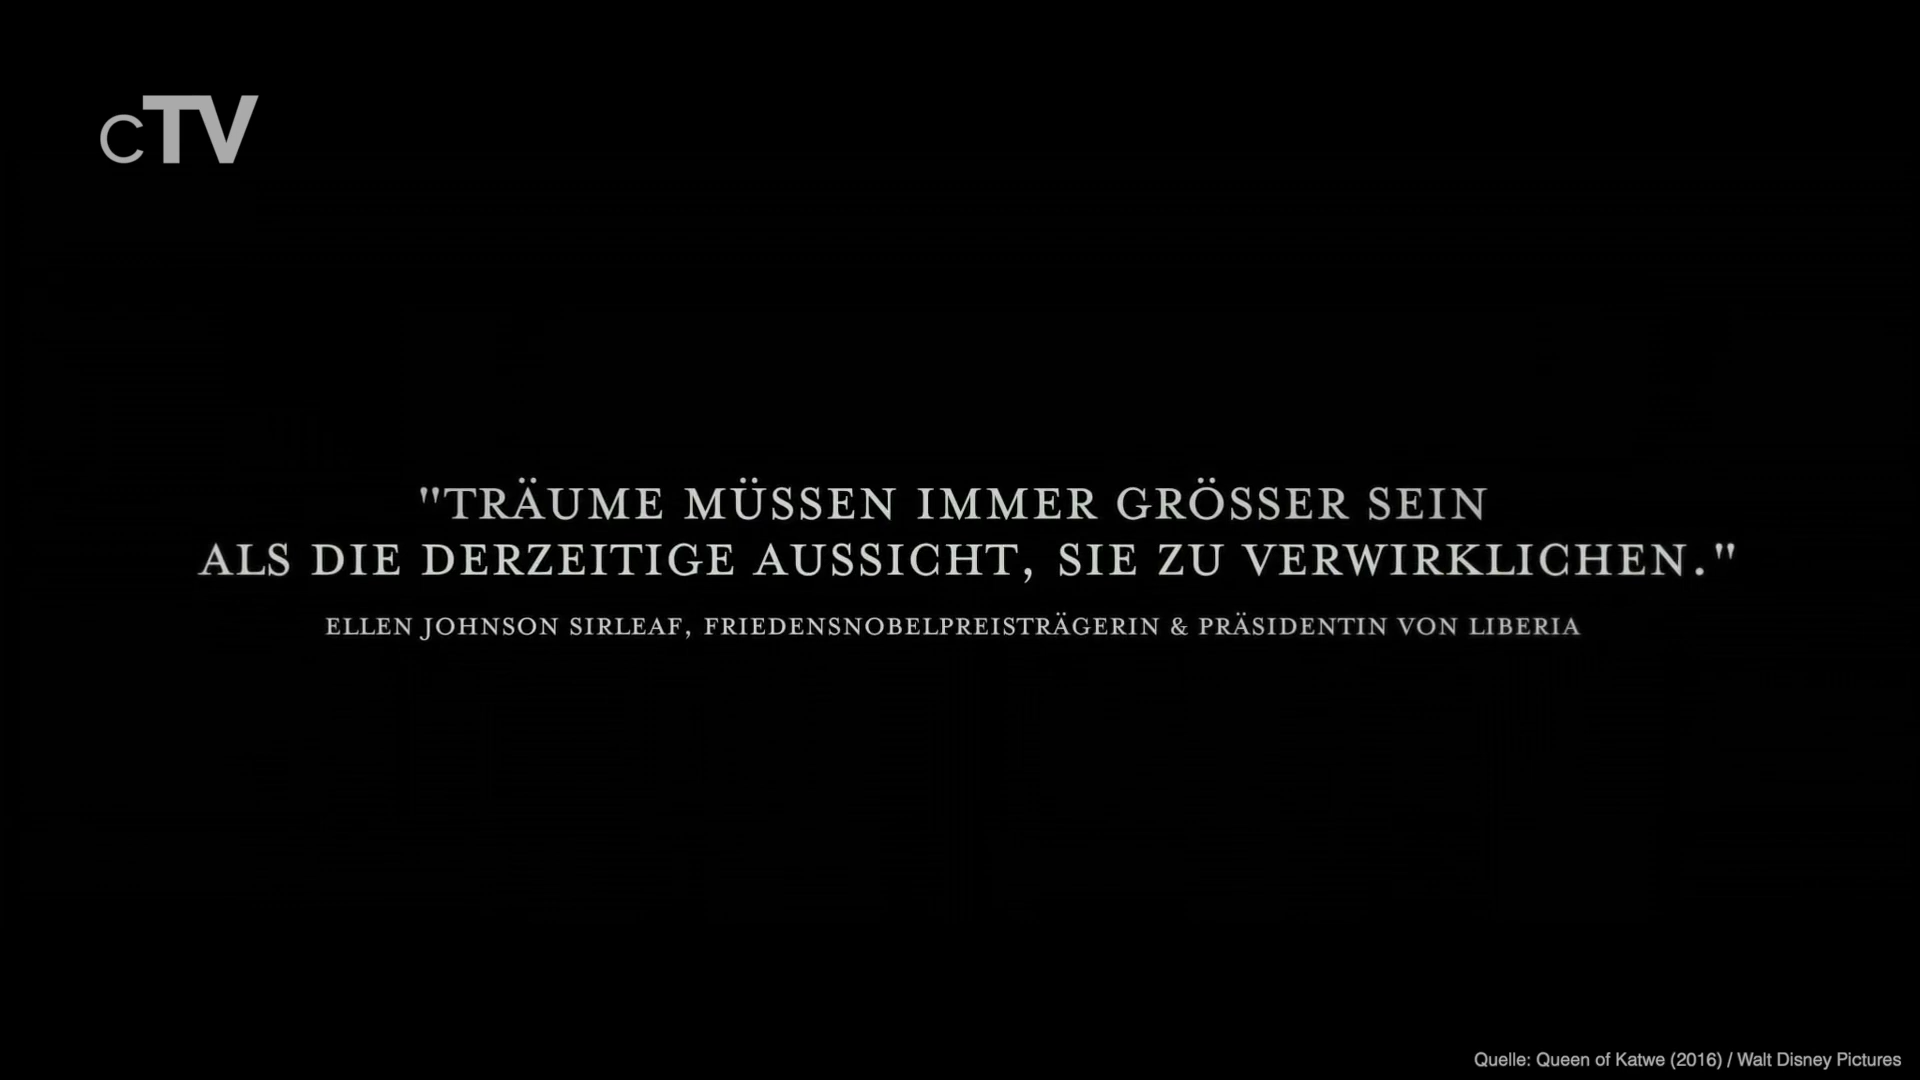 cTV
"TRÄUME MÜSSEN IMMER GRÖSSER SEIN
ALS DIE DERZEITIGE AUSSICHT, SIE ZU VERWIRKLICHEN."
ELLEN JOHNSON SIRLEAF, FRIEDENSNOBELPREISTRÄGERIN & PRÄSIDENTIN VON LIBERIA
Quelle: Queen of Katwe (2016) / Walt Disney Pictures